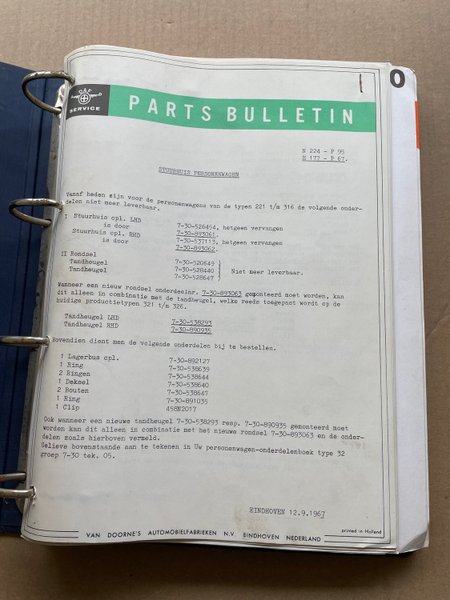 SERVICE
PARTS BULLETIN
N 224 - P 95
E 177 - P 67.
STUURHUIS PERSONENWAGEN
Vanaf heden zijn voor de personenwagens van de typen 221 t/m 316 de volgende onder-
delen niet meer leverbaar.
I Stuurhuis cpl. LHD 7-30-526454, hetgeen vervangen
is door 7-30-893061.
Stuurhuis cpl. RHD 7-30-537113, hetgeen vervangen
is door 7-30-893062.
II Rondsel 7-30-520649
Tandheugel 7-30-528440 Niet meer leverbaar.
Tandheugel 7-30-528647
Wanneer een nieuw rondsel onderdeelnr. 7-30-893063 gemonteerd moet worden, kan
dit alleen in combinatie met de tandheugel, welke reeds toegepast wordt op de
huidige productietypen 321 t/m 326.
Tandheugel LHD 7-30-538293
Tandheugel RHD 7-30-890935
Bovendien dient men de volgende onderdelen bij te bestellen.
1 Lagerbus cpl. 7-30-892127
1 Ring 7-30-538639
2 Ringen 7-30-538644
1 Deksel 7-30-538640
2 Bouten 7-30-538647
1 Ring 7-30-891035
1 Clip 458N2017
Ook wanneer een nieuwe tandheugel 7-30-538293 resp. 7-30-890935 gemonteerd moet
worden kan dit alleen in combinatie met het nieuwe rondsel 7-30-893063 en de onder-
delen zoals hierboven vermeld.
Gelieve bovenstaande aan te tekenen in Uw personenwagen-onderdelenboek type 32
groep 7-30 tek. 05.
EINDHOVEN 12.9.1967
VAN DOORNE'S AUTOMOBIELFABRIEKEN N.V. EINDHOVEN NEDERLAND
printed in Holland